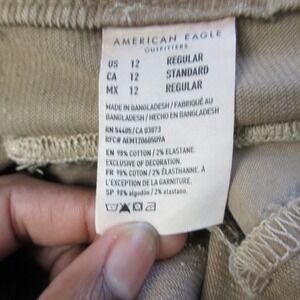 AMERICAN EAGLE
OUTFITTERS
US 12 REGULAR
CA 12 STANDARD
MX 12 REGULAR
MADE IN BANGLADESH / FABRIQUÉ AU
BANGLADESH / HECHO EN BANGLADESH
RN 54485/CA 03873
RFC# AEM1206050PA
EN 98% COTTON / 2% ELASTANE.
EXCLUSIVE OF DECORATION.
FR 98% COTON / 2% ÉLASTHANNE. À
L'EXCEPTION DE LA GARNITURE.
SP 98% algodón / 2% elastano.